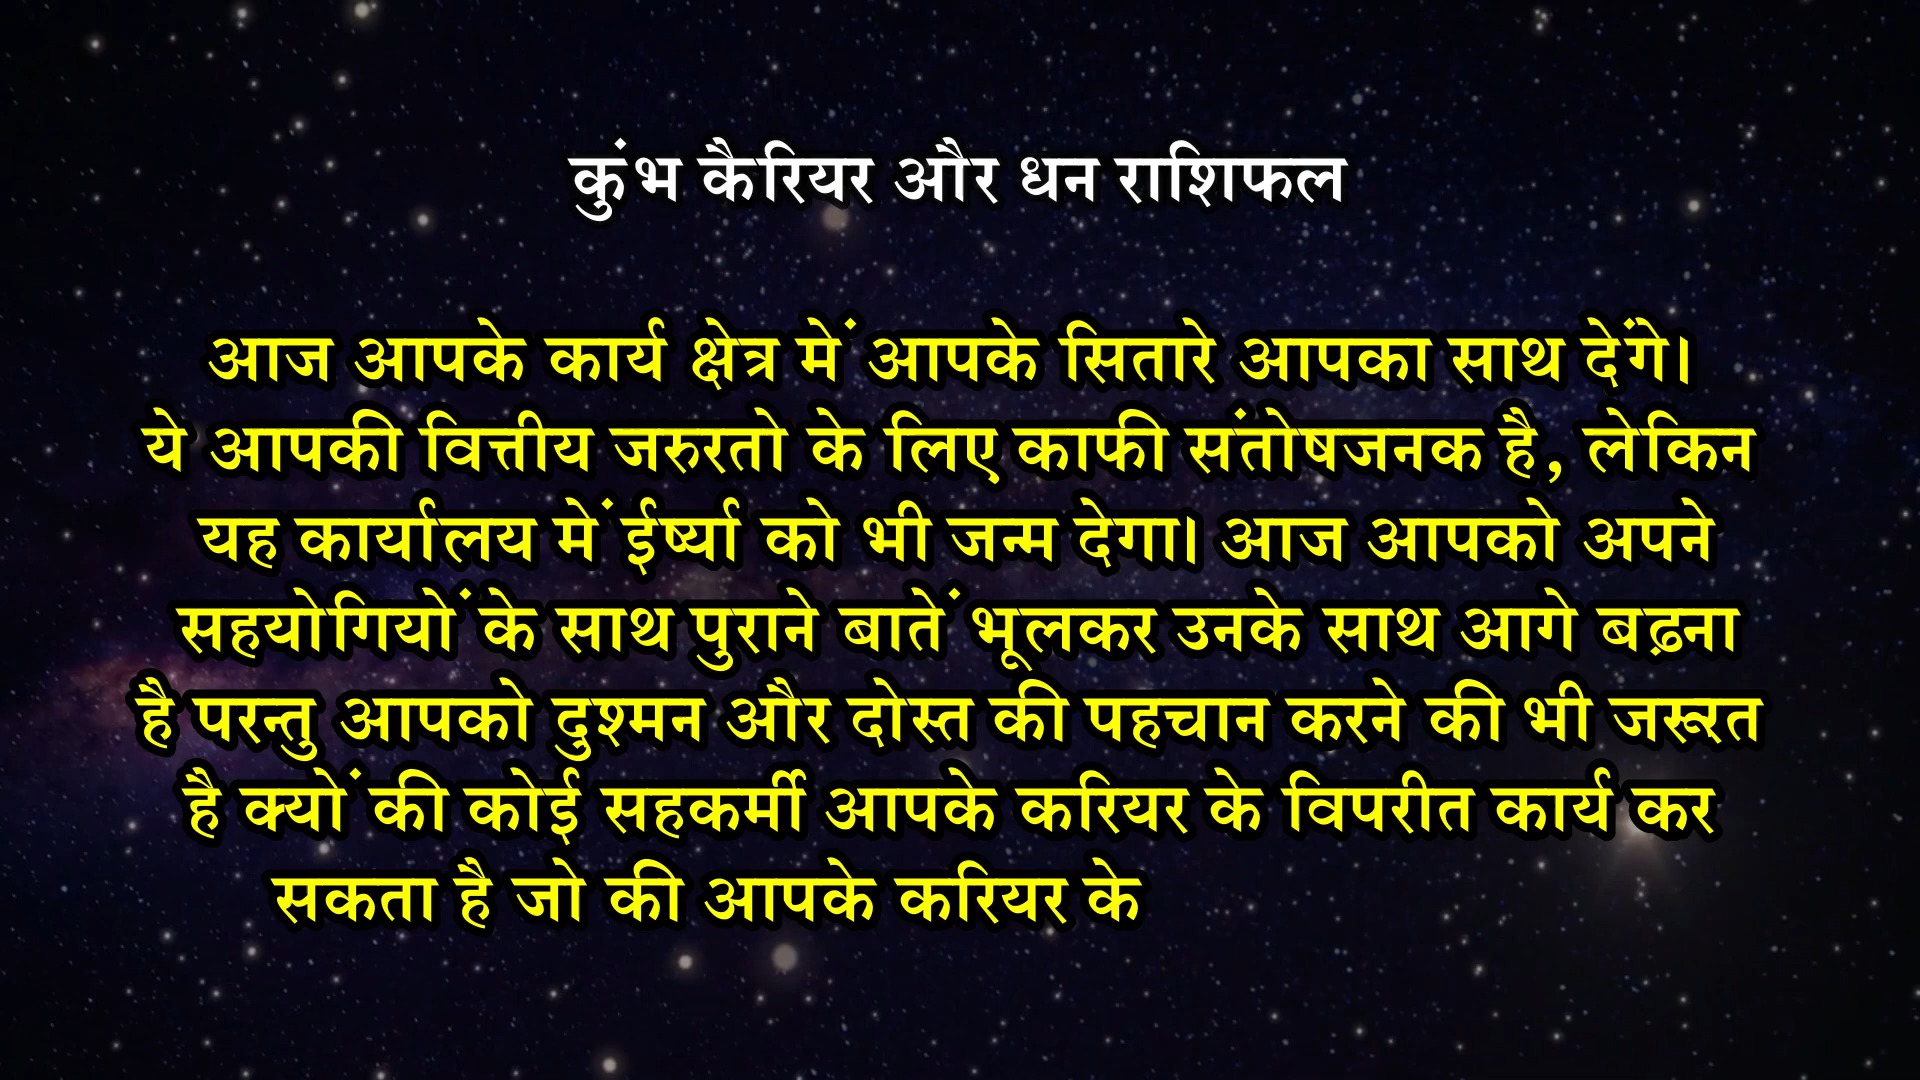 कुंभ कैरियर और धन राशिफल
आज आपके कार्य क्षेत्र में आपके सितारे आपका साथ देंगे।
ये आपकी वित्तीय जरुरतो के लिए काफी संतोषजनक है, लेकिन
यह कार्यालय में ईर्ष्या को भी जन्म देगा। आज आपको अपने
सहयोगियों के साथ पुराने बातें भूलकर उनके साथ आगे बढ़ना
है परन्तु आपको दुश्मन और दोस्त की पहचान करने की भी जरूरत
है क्यों की कोई सहकर्मी आपके करियर के विपरीत कार्य कर
सकता है जो की आपके करियर के